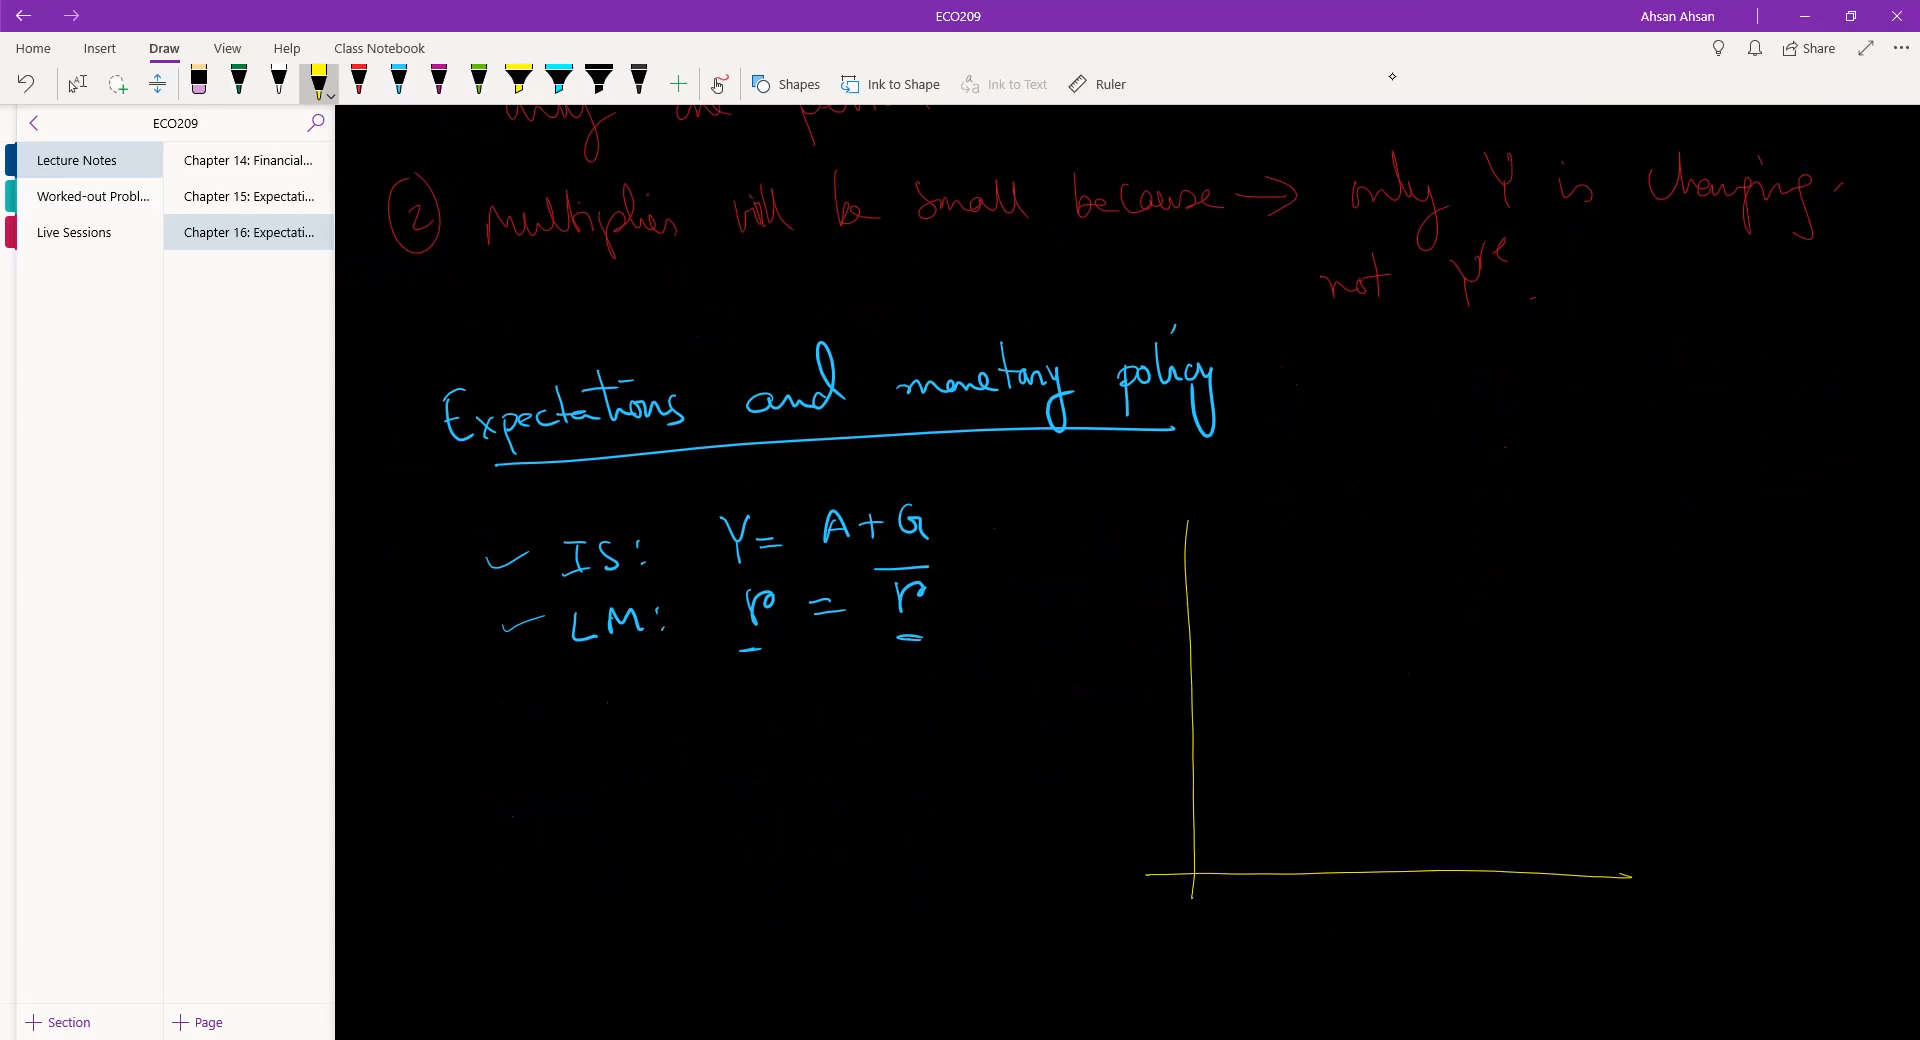 ECO209
Ahsan Ahsan
Home Insert Draw View Help Class Notebook
Share
Shapes Ink to Shape Ink to Text Ruler
ECO209
Lecture Notes
Worked-out Probl...
Live Sessions
Chapter 14: Financial...
Chapter 15: Expectati...
Chapter 16: Expectati...
② multiplier will be small because → only Y is changing.
not Y'e.
Expectations and monetary policy
✓ IS: Y = A + G
✓ LM: r = r
+ Section
+ Page